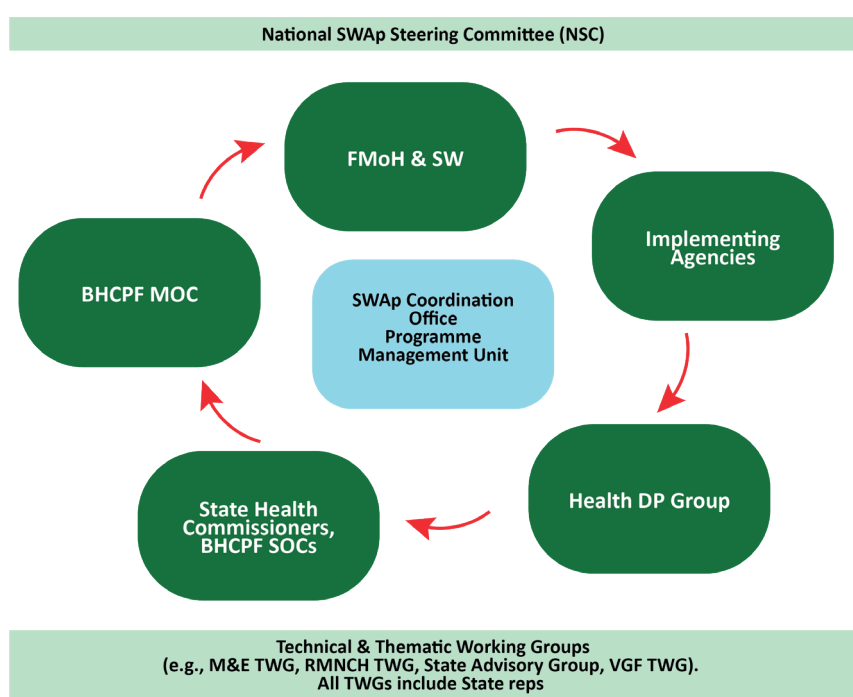 National SWAp Steering Committee (NSC)
FMoH & SW
Implementing
Agencies
BHCPF MOC
SWAp Coordination
Office
Programme
Management Unit
State Health
Commissioners,
BHCPF SOCs
Health DP Group
Technical & Thematic Working Groups
(e.g., M&E TWG, RMNCH TWG, State Advisory Group, VGF TWG).
All TWGs include State reps